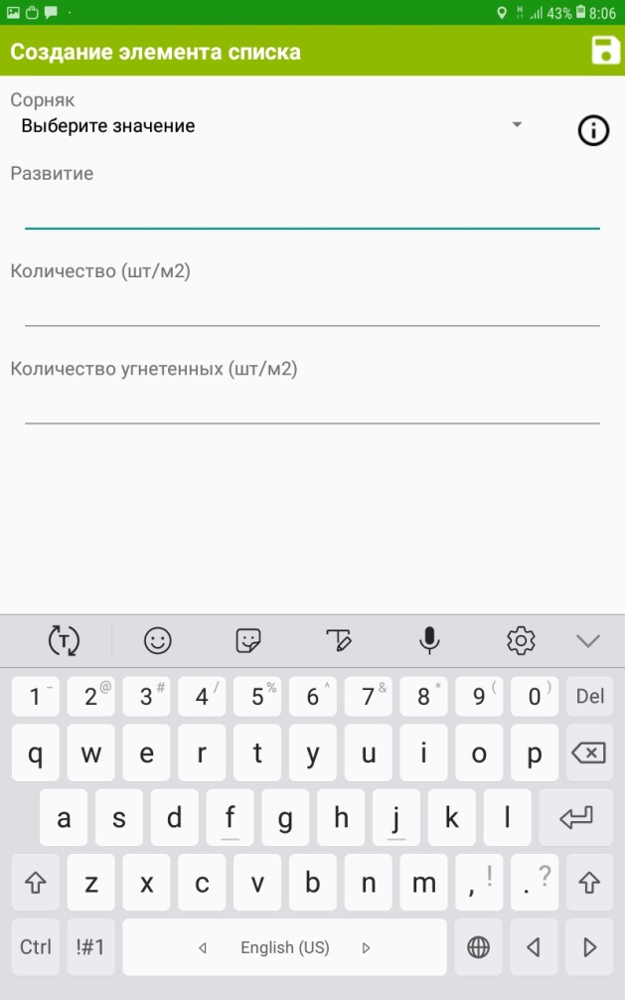 43% 8:06
Создание элемента списка
Сорняк
Выберите значение
Развитие
Количество (шт/м2)
Количество угнетенных (шт/м2)
T T
1 - 2 @ 3 # 4 / 5 % 6 ^ 7 & 8 * 9 ( 0 ) Del
q w e r t y u i o p
a s d f g h j k l
z x c v b n m , ! . ?
Ctrl !#1 English (US)